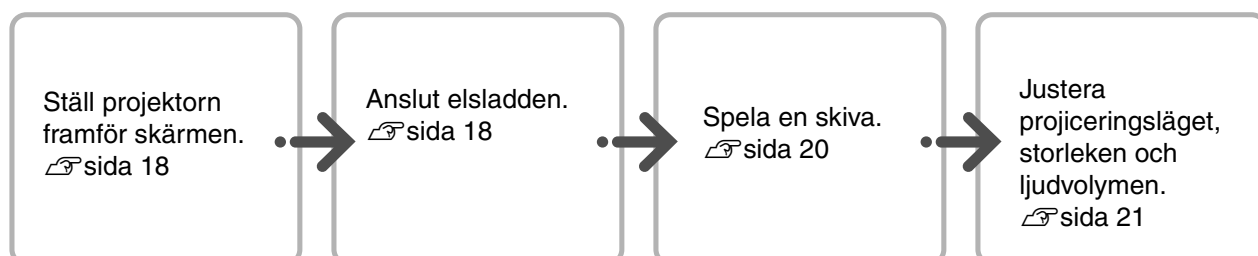 Ställ projektorn
framför skärmen.
☞sida 18
Anslut elsladden.
☞sida 18
Spela en skiva.
☞sida 20
Justera
projiceringsläget,
storleken och
ljudvolymen.
☞sida 21